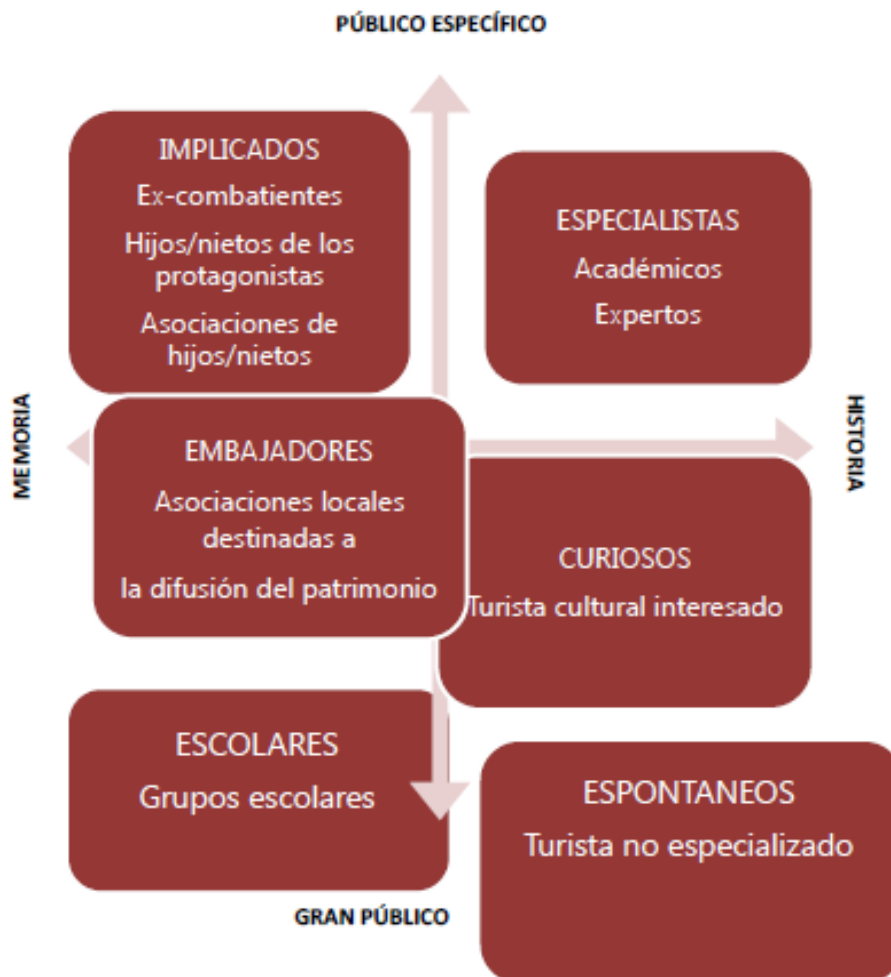 PÚBLICO ESPECÍFICO
IMPLICADOS
Ex-combatientes
Hijos/nietos de los
protagonistas
Asociaciones de
hijos/nietos
ESPECIALISTAS
Académicos
Expertos
MEMORIA
HISTORIA
EMBAJADORES
Asociaciones locales
destinadas a
la difusión del patrimonio
CURIOSOS
Turista cultural interesado
ESCOLARES
Grupos escolares
ESPONTANEOS
Turista no especializado
GRAN PÚBLICO